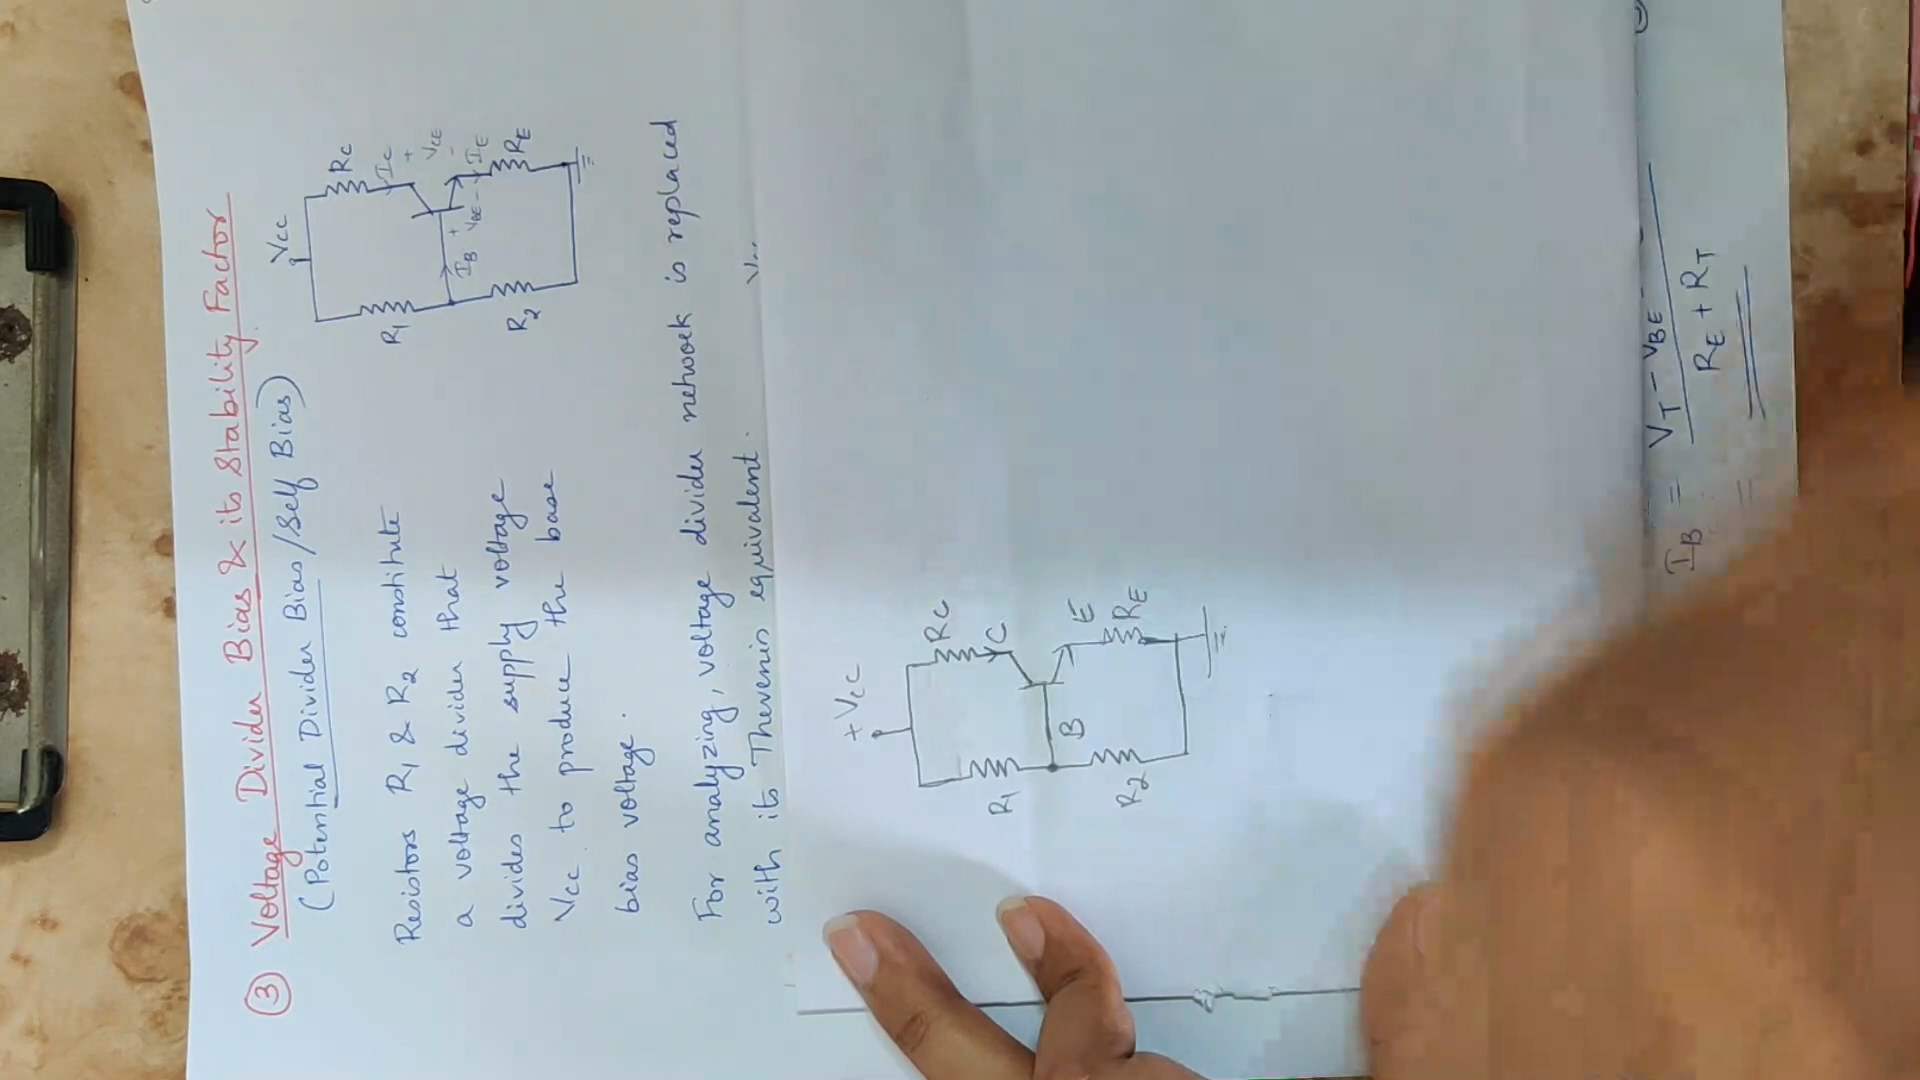 ③ Voltage Divider Bias & its Stability Factor
(Potential Divider Bias/Self Bias)
Resistors R1 & R2 constitute
a voltage divider that
divides the supply voltage
Vcc to produce the base
bias voltage.
Vcc
R1
Rc
Ic
+
VCE
-
IB
+
VBE
-
IE
R2
RE
For analyzing, voltage divider network is replaced
with its Thevenis equivalent.
+Vcc
R1
Rc
C
B
E
R2
RE
IB = VT - VBE
RE + RT
=